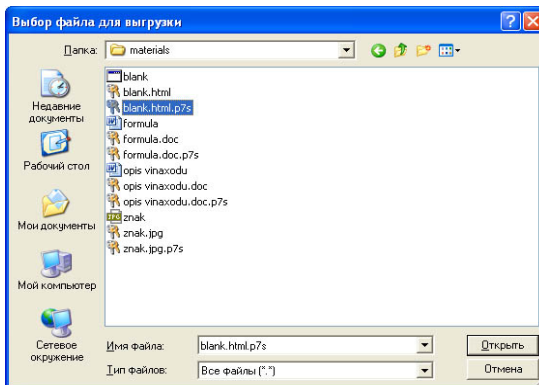 Выбор файла для выгрузки
Папка: materials
Недавние документы
Рабочий стол
Мои документы
Мой компьютер
Сетевое окружение
blank
blank.html
blank.html.p7s
formula
formula.doc
formula.doc.p7s
opis vinaxodu
opis vinaxodu.doc
opis vinaxodu.doc.p7s
znak
znak.jpg
znak.jpg.p7s
Имя файла: blank.html.p7s Открыть
Тип файлов: Все файлы (*.*) Отмена